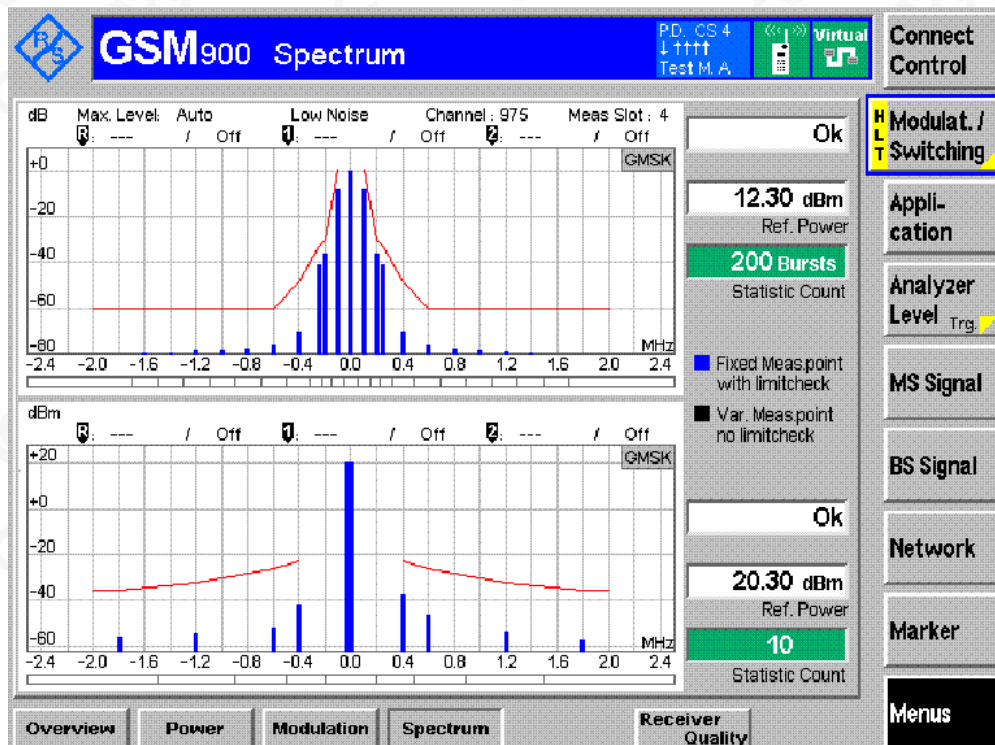 R S
GSM900 Spectrum
P.D. CS 4
↓ ↑↑↑↑
Test M. A.
Virtual
Connect Control
dB Max. Level: Auto Low Noise Channel : 975 Meas Slot : 4
R: --- / Off 1: --- / Off 2: --- / Off
GMSK
+0
-20
-40
-60
-80
MHz
-2.4 -2.0 -1.6 -1.2 -0.8 -0.4 0.0 0.4 0.8 1.2 1.6 2.0 2.4
Ok
12.30 dBm
Ref. Power
200 Bursts
Statistic Count
Fixed Meas.point
with limitcheck
Var. Meas.point
no limitcheck
dBm
R: --- / Off 1: --- / Off 2: --- / Off
GMSK
+20
+0
-20
-40
-60
MHz
-2.4 -2.0 -1.6 -1.2 -0.8 -0.4 0.0 0.4 0.8 1.2 1.6 2.0 2.4
Ok
20.30 dBm
Ref. Power
10
Statistic Count
HLT
Modulat. /
Switching
Appli-
cation
Analyzer
Level Trg.
MS Signal
BS Signal
Network
Marker
Menus
Overview
Power
Modulation
Spectrum
Receiver
Quality